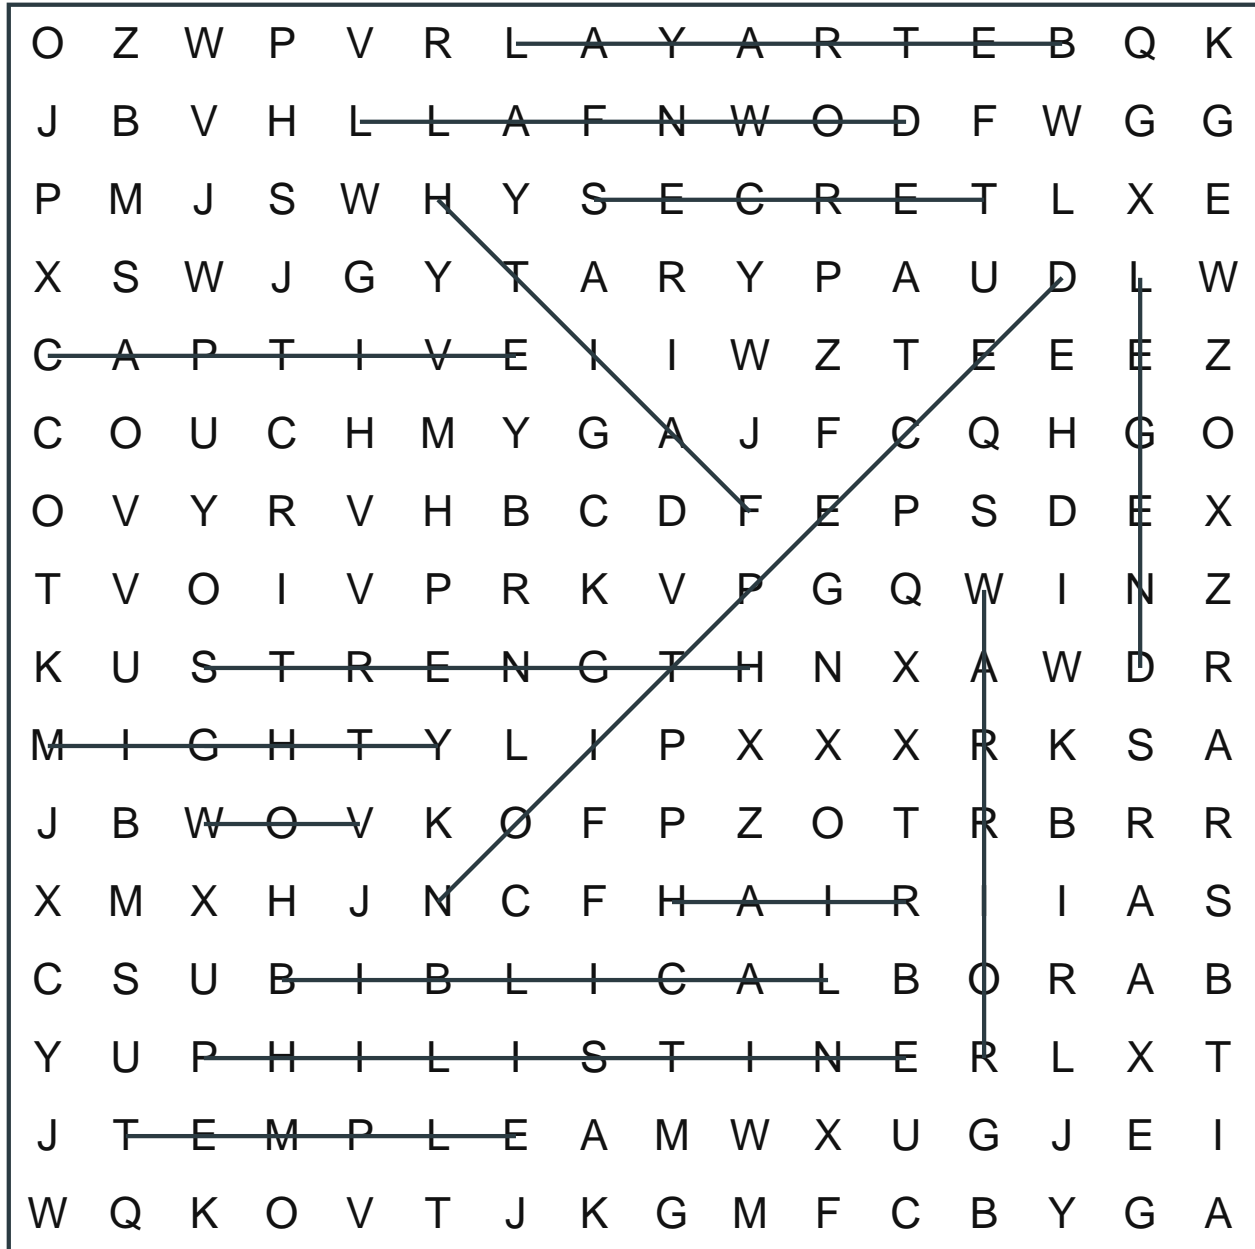 O Z W P V R L A Y A R T E B Q K
J B V H L L A F N W O D F W G G
P M J S W H Y S E C R E T L X E
X S W J G Y T A R Y P A U D L W
C A P T I V E I I W Z T E E E Z
C O U C H M Y G A J F C Q H G O
O V Y R V H B C D F E P S D E X
T V O I V P R K V P G Q W I N Z
K U S T R E N G T H N X A W D R
M I G H T Y L I P X X X R K S A
J B W O V K O F P Z O T R B R R
X M X H J N C F H A I R I I A S
C S U B I B L I C A L B O R A B
Y U P H I L I S T I N E R L X T
J T E M P L E A M W X U G J E I
W Q K O V T J K G M F C B Y G A